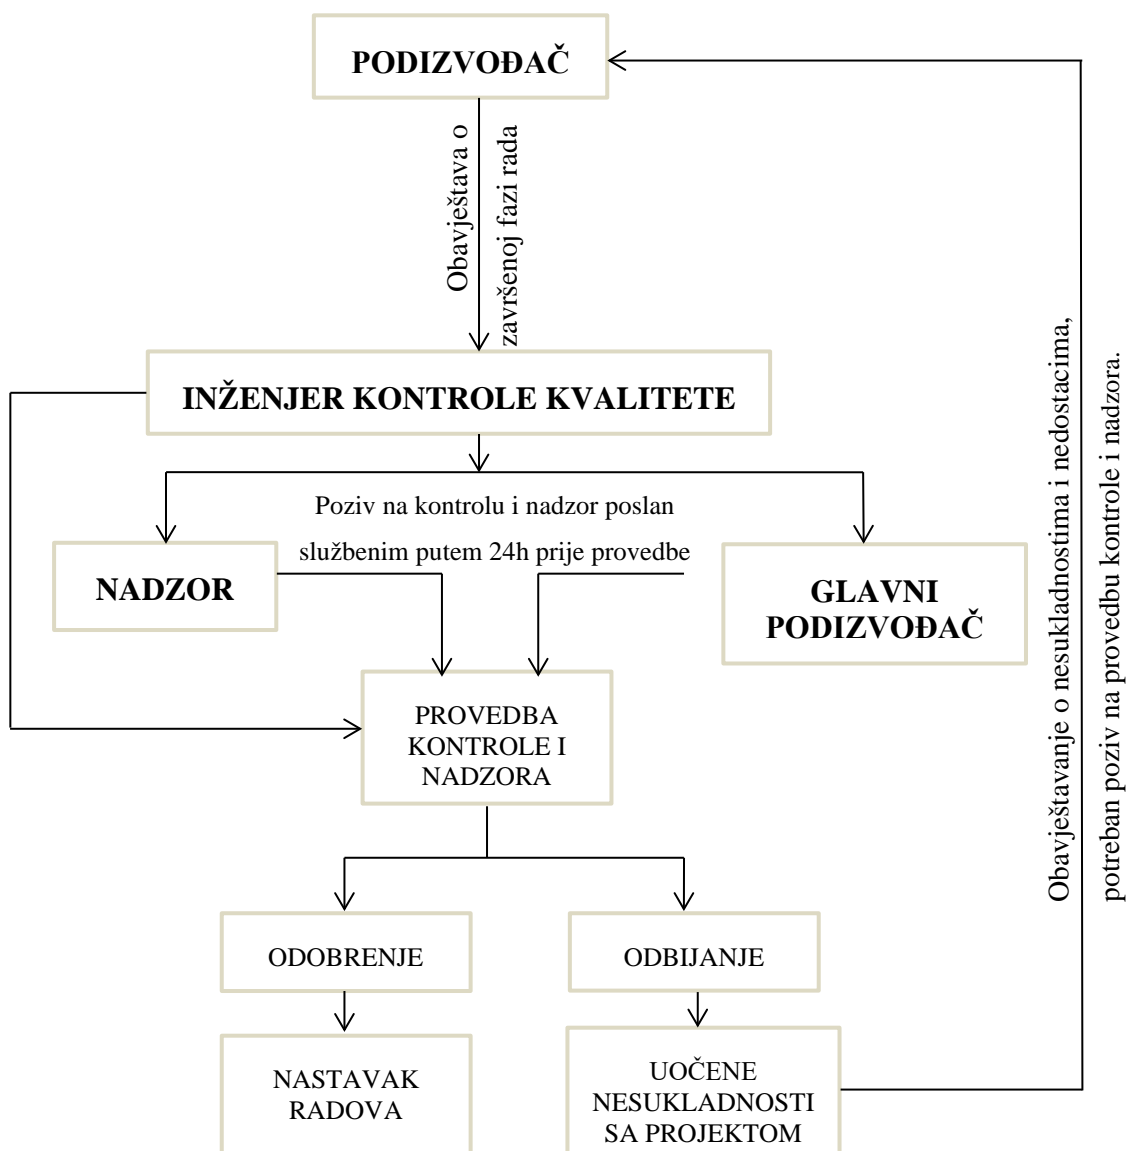 PODIZVOĐAČ
Obavještava o
završenoj fazi rada
INŽENJER KONTROLE KVALITETE
Poziv na kontrolu i nadzor poslan
službenim putem 24h prije provedbe
NADZOR
GLAVNI
PODIZVOĐAČ
PROVEDBA
KONTROLE I
NADZORA
ODOBRENJE
ODBIJANJE
NASTAVAK
RADOVA
UOČENE
NESUKLADNOSTI
SA PROJEKTOM
Obavještavanje o nesukladnostima i nedostacima,
potreban poziv na provedbu kontrole i nadzora.